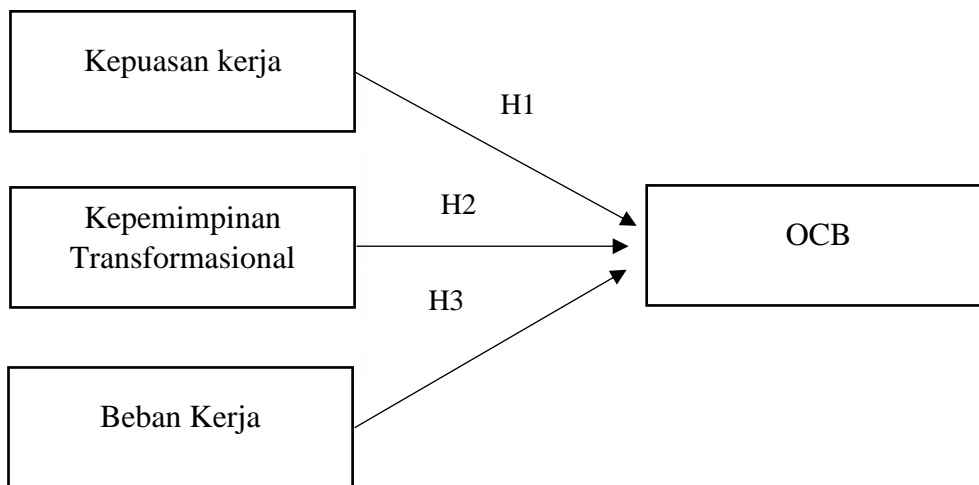 Kepuasan kerja
H1
Kepemimpinan
Transformasional
H2
OCB
H3
Beban Kerja